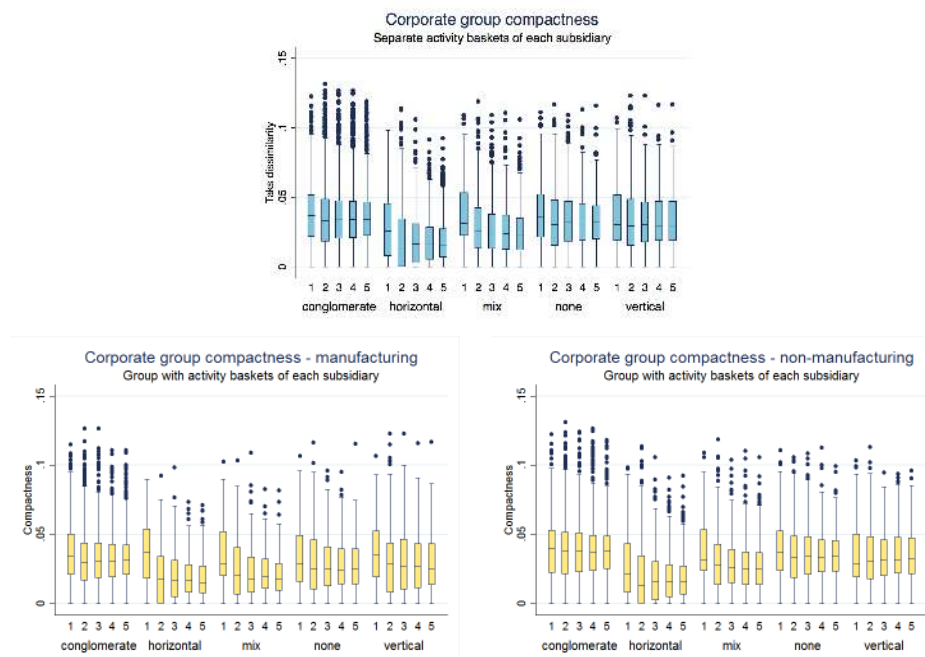 Corporate group compactness
Separate activity baskets of each subsidiary
Taks dissimilarity
0 .05 .1 .15
1 2 3 4 5 1 2 3 4 5 1 2 3 4 5 1 2 3 4 5 1 2 3 4 5
conglomerate horizontal mix none vertical
Corporate group compactness - manufacturing
Group with activity baskets of each subsidiary
Compactness
0 .05 .1 .15
1 2 3 4 5 1 2 3 4 5 1 2 3 4 5 1 2 3 4 5 1 2 3 4 5
conglomerate horizontal mix none vertical
Corporate group compactness - non-manufacturing
Group with activity baskets of each subsidiary
Compactness
0 .05 .1 .15
1 2 3 4 5 1 2 3 4 5 1 2 3 4 5 1 2 3 4 5 1 2 3 4 5
conglomerate horizontal mix none vertical